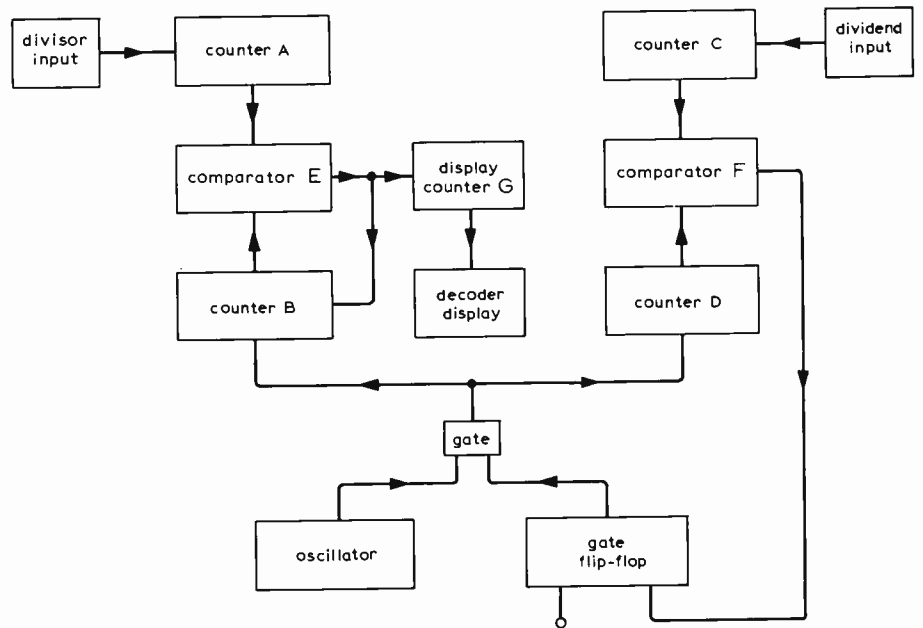 divisor
input
counter A
counter C
dividend
input
comparator E
display
counter G
comparator F
counter B
decoder
display
counter D
gate
oscillator
gate
flip-flop